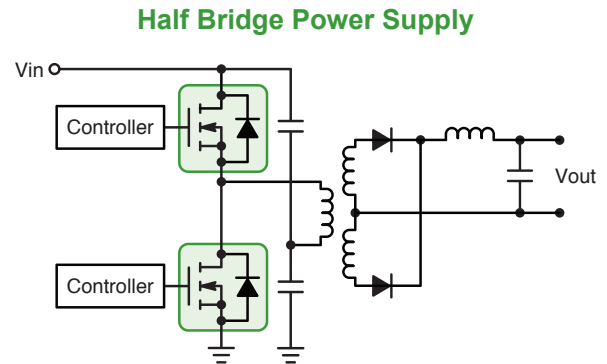 Half Bridge Power Supply
Vin
Controller
Vout
Controller